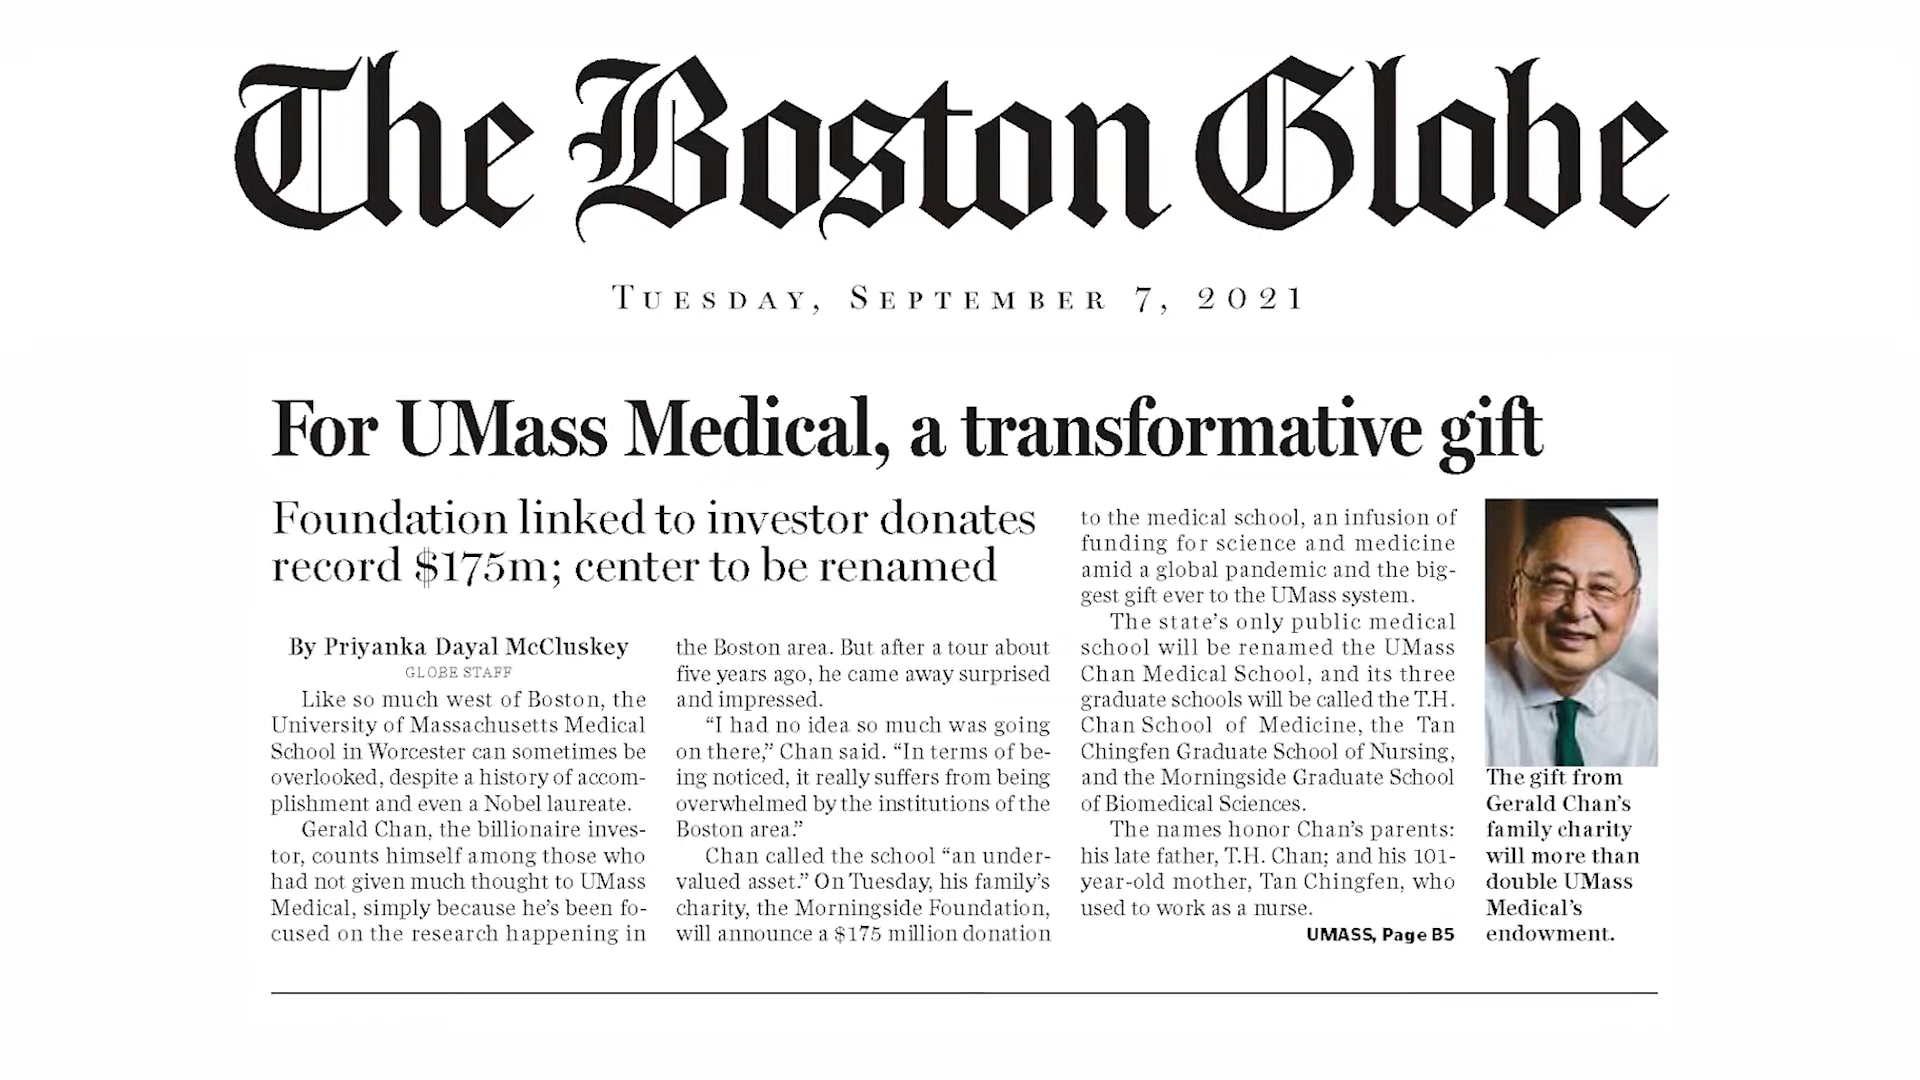 The Boston Globe
TUESDAY, SEPTEMBER 7, 2021
For UMass Medical, a transformative gift
Foundation linked to investor donates
record $175m; center to be renamed
By Priyanka Dayal McCluskey
GLOBE STAFF
Like so much west of Boston, the
University of Massachusetts Medical
School in Worcester can sometimes be
overlooked, despite a history of accom-
plishment and even a Nobel laureate.
Gerald Chan, the billionaire inves-
tor, counts himself among those who
had not given much thought to UMass
Medical, simply because he's been fo-
cused on the research happening in
the Boston area. But after a tour about
five years ago, he came away surprised
and impressed.
“I had no idea so much was going
on there,” Chan said. “In terms of be-
ing noticed, it really suffers from being
overwhelmed by the institutions of the
Boston area.”
Chan called the school “an under-
valued asset.” On Tuesday, his family's
charity, the Morningside Foundation,
will announce a $175 million donation
to the medical school, an infusion of
funding for science and medicine
amid a global pandemic and the big-
gest gift ever to the UMass system.
The state's only public medical
school will be renamed the UMass
Chan Medical School, and its three
graduate schools will be called the T.H.
Chan School of Medicine, the Tan
Chingfen Graduate School of Nursing,
and the Morningside Graduate School
of Biomedical Sciences.
The names honor Chan's parents:
his late father, T.H. Chan; and his 101-
year-old mother, Tan Chingfen, who
used to work as a nurse.
UMASS, Page B5
The gift from
Gerald Chan's
family charity
will more than
double UMass
Medical's
endowment.